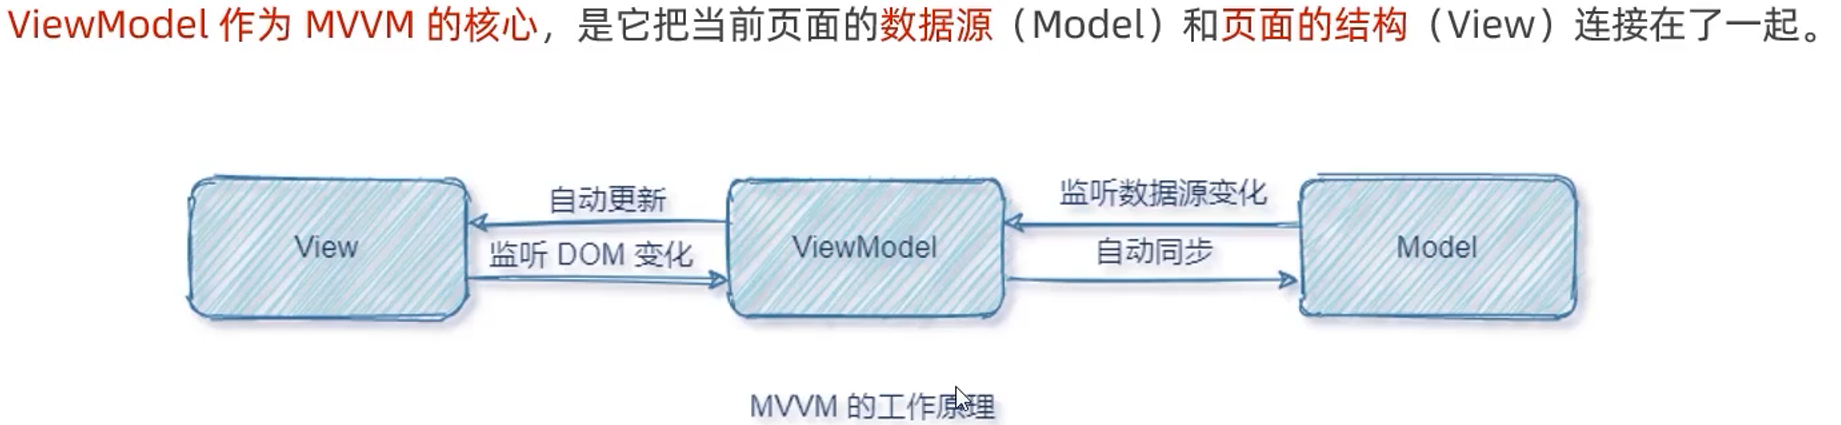 ViewModel 作为 MVVM 的核心，是它把当前页面的数据源（Model）和页面的结构（View）连接在了一起。
自动更新
监听数据源变化
View
监听 DOM 变化
ViewModel
自动同步
Model
MVVM 的工作原理